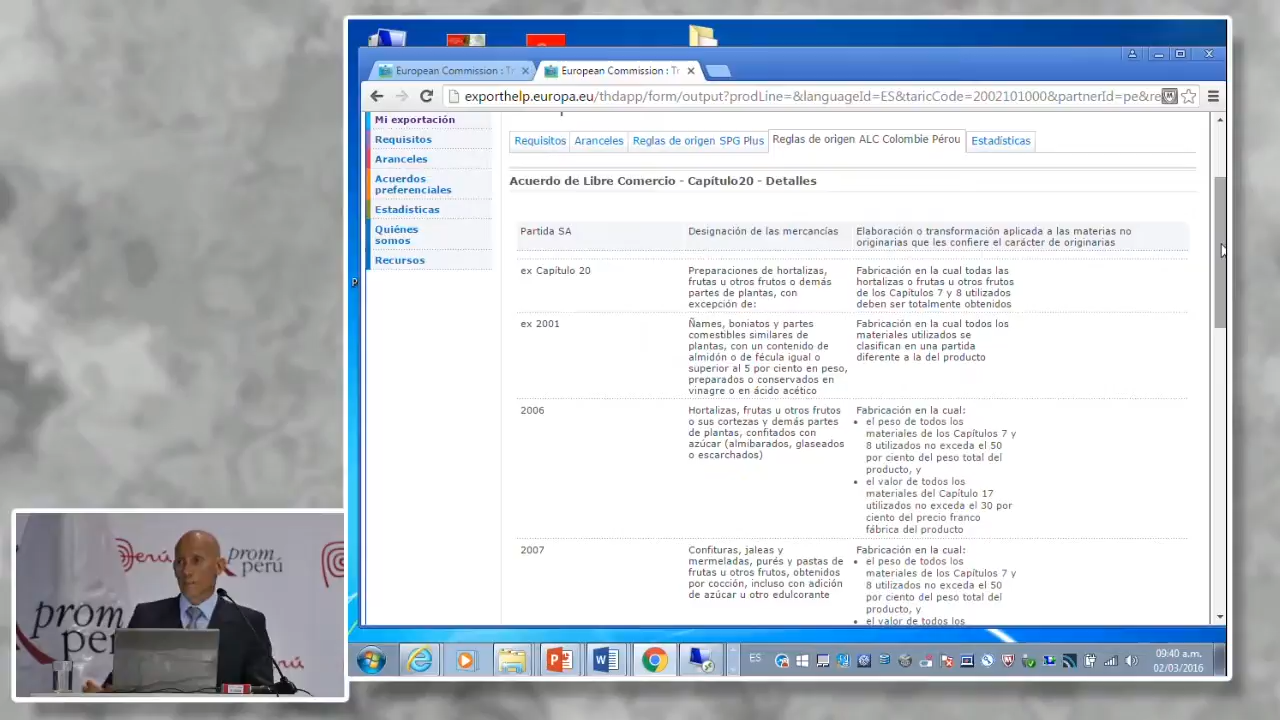 European Commission : Tr
European Commission : Tr
exporthelp.europa.eu/thdapp/form/output?prodLine=&languageId=ES&taricCode=2002101000&partnerId=pe&re
Mi exportación
Requisitos
Aranceles
Acuerdos
preferenciales
Estadísticas
Quiénes
somos
Recursos
Requisitos
Aranceles
Reglas de origen SPG Plus
Reglas de origen ALC Colombie Pérou
Estadísticas
Acuerdo de Libre Comercio - Capítulo20 - Detalles
Partida SA
Designación de las mercancías
Elaboración o transformación aplicada a las materias no
originarias que les confiere el carácter de originarias
ex Capítulo 20
Preparaciones de hortalizas,
frutas u otros frutos o demás
partes de plantas, con
excepción de:
Fabricación en la cual todas las
hortalizas o frutas u otros frutos
de los Capítulos 7 y 8 utilizados
deben ser totalmente obtenidos
ex 2001
Ñames, boniatos y partes
comestibles similares de
plantas, con un contenido de
almidón o de fécula igual o
superior al 5 por ciento en peso,
preparados o conservados en
vinagre o en ácido acético
Fabricación en la cual todos los
materiales utilizados se
clasifican en una partida
diferente a la del producto
2006
Hortalizas, frutas u otros frutos
o sus cortezas y demás partes
de plantas, confitados con
azúcar (almibarados, glaseados
o escarchados)
Fabricación en la cual:
• el peso de todos los
materiales de los Capítulos 7 y
8 utilizados no exceda el 50
por ciento del peso total del
producto, y
• el valor de todos los
materiales del Capítulo 17
utilizados no exceda el 30 por
ciento del precio franco
fábrica del producto
2007
Confituras, jaleas y
mermeladas, purés y pastas de
frutas u otros frutos, obtenidos
por cocción, incluso con adición
de azúcar u otro edulcorante
Fabricación en la cual:
• el peso de todos los
materiales de los Capítulos 7 y
8 utilizados no exceda el 50
por ciento del peso total del
producto, y
• el valor de todos los
ES
09:40 a.m.
02/03/2016
Perú
prom
perú
prom
pe